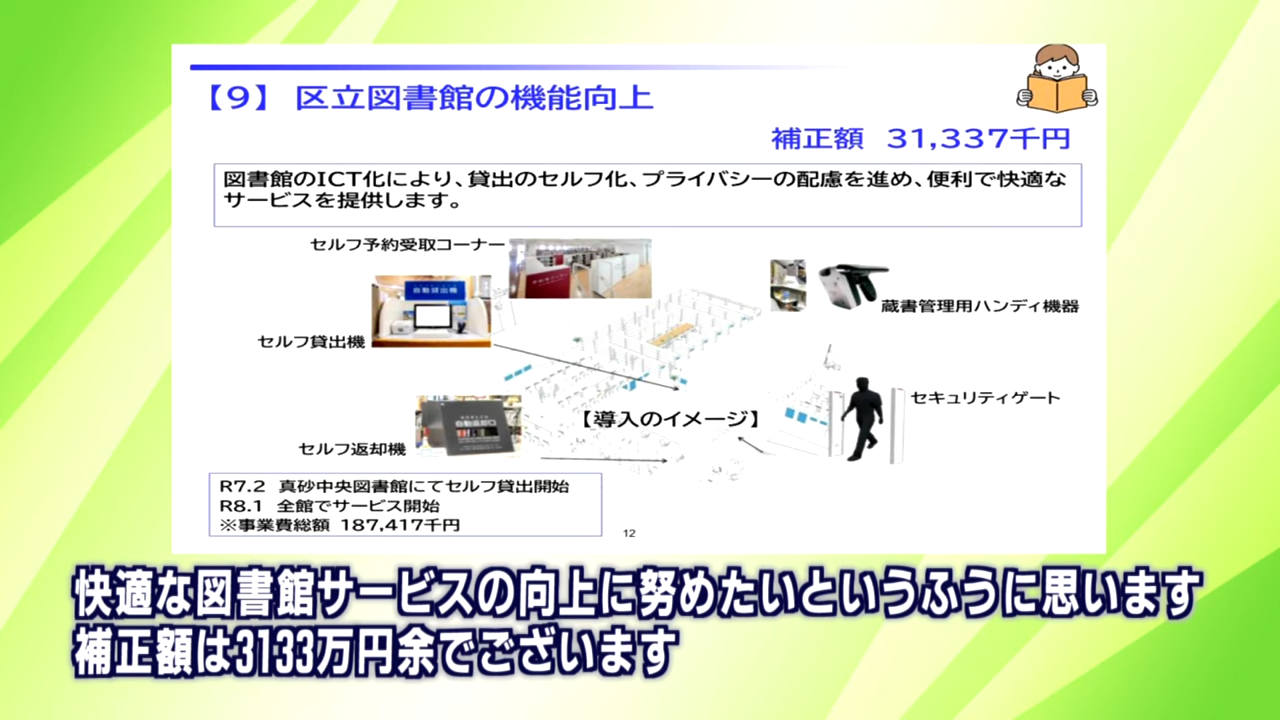 【9】 区立図書館の機能向上
補正額 31,337千円
図書館のICT化により、貸出のセルフ化、プライバシーの配慮を進め、便利で快適な
サービスを提供します。
セルフ予約受取コーナー
自動貸出機
セルフ貸出機
蔵書管理用ハンディ機器
セキュリティゲート
【導入のイメージ】
自動返却口
セルフ返却機
R7.2 真砂中央図書館にてセルフ貸出開始
R8.1 全館でサービス開始
※事業費総額 187,417千円
12
快適な図書館サービスの向上に努めたいというふうに思います
補正額は3133万円余でございます